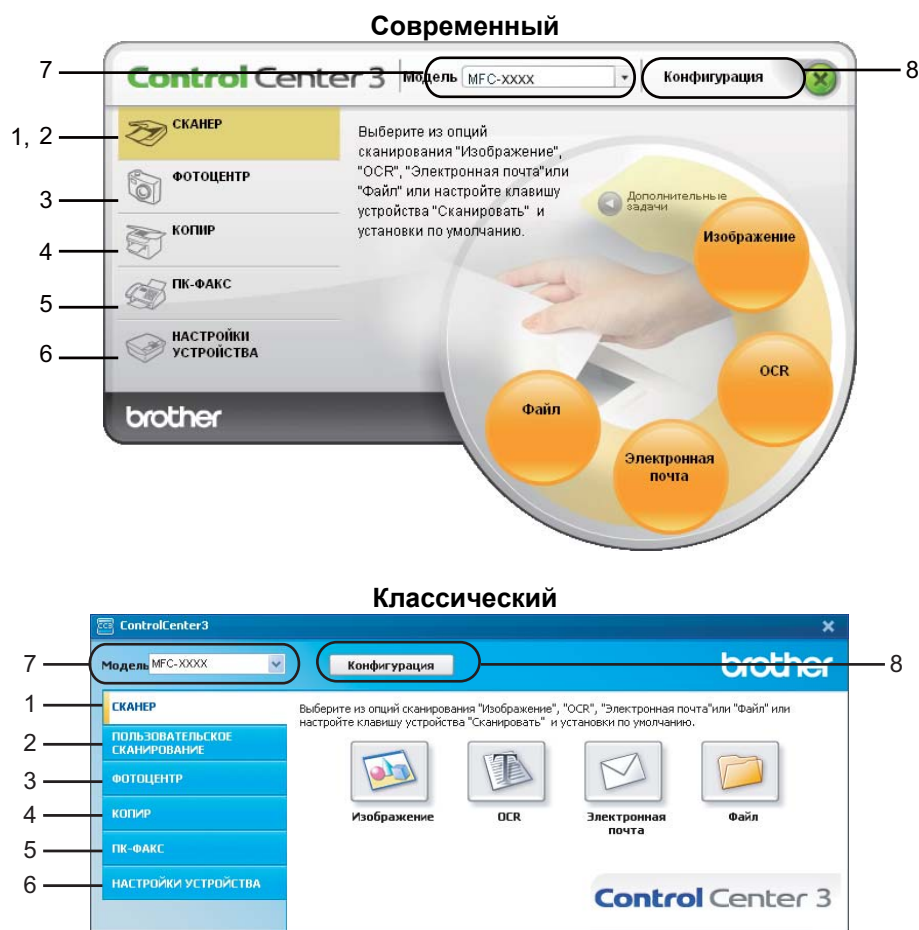 Современный
7
Control Center 3
Модель
MFC-XXXX
Конфигурация
8
1, 2
СКАНЕР
3
ФОТОЦЕНТР
4
КОПИР
5
ПК-ФАКС
6
НАСТРОЙКИ
УСТРОЙСТВА
Выберите из опций
сканирования "Изображение",
"OCR", "Электронная почта"или
"Файл" или настройте клавишу
устройства "Сканировать" и
установки по умолчанию.
Дополнительные
задачи
Изображение
OCR
Электронная
почта
Файл
brother
Классический
ControlCenter3
7
Модель
MFC-XXXX
Конфигурация
brother
8
1
СКАНЕР
2
ПОЛЬЗОВАТЕЛЬСКОЕ
СКАНИРОВАНИЕ
3
ФОТОЦЕНТР
4
КОПИР
5
ПК-ФАКС
6
НАСТРОЙКИ УСТРОЙСТВА
Выберите из опций сканирования "Изображение", "OCR", "Электронная почта"или "Файл" или
настройте клавишу устройства "Сканировать" и установки по умолчанию.
Изображение
OCR
Электронная
почта
Файл
Control Center 3